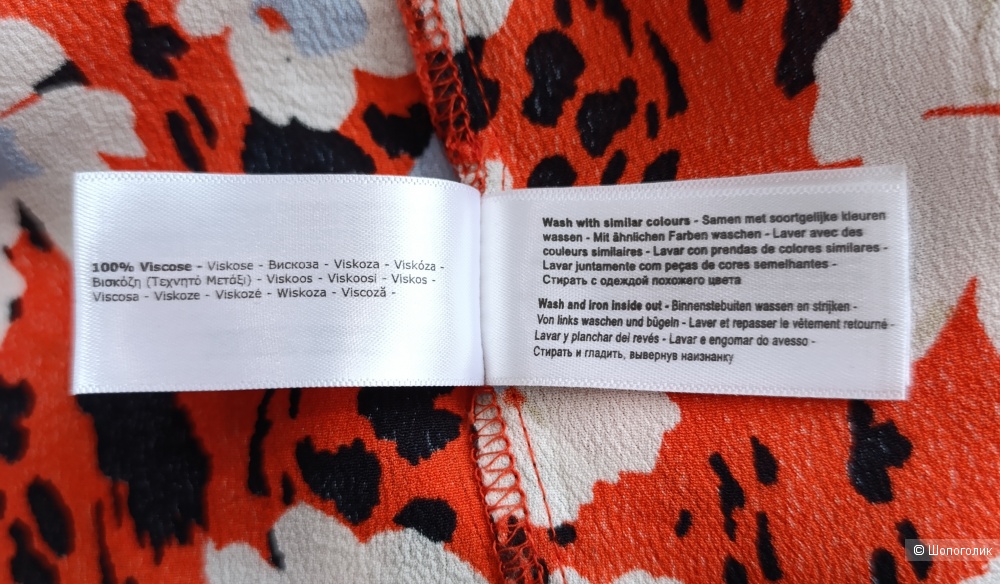 100% Viscose - Viskose - Вискоза - Viskoza - Viskóza -
Βισκόζη (Τεχνητό Μετάξι) - Viskoos - Viskoosi - Viskos -
Viscosa - Viskoze - Viskozė - Wiskoza - Viscoză -
Wash with similar colours - Samen met soortgelijke kleuren
wassen - Mit ähnlichen Farben waschen - Laver avec des
couleurs similaires - Lavar con prendas de colores similares -
Lavar juntamente com peças de cores semelhantes -
Стирать с одеждой похожего цвета
Wash and iron inside out - Binnenstebuiten wassen en strijken -
Von links waschen und bügeln - Laver et repasser le vêtement retourné -
Lavar y planchar del revés - Lavar e engomar do avesso -
Стирать и гладить, вывернув наизнанку
© Шопоголик